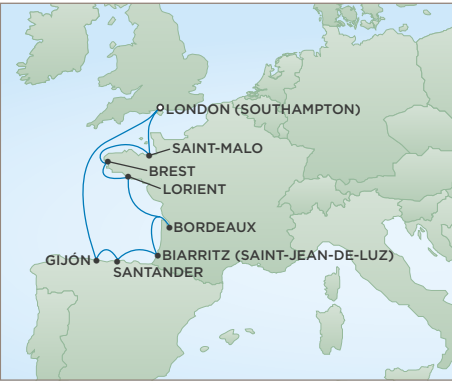 LONDON (SOUTHAMPTON)
SAINT-MALO
BREST
LORIENT
BORDEAUX
BIARRITZ (SAINT-JEAN-DE-LUZ)
GIJÓN
SANTANDER